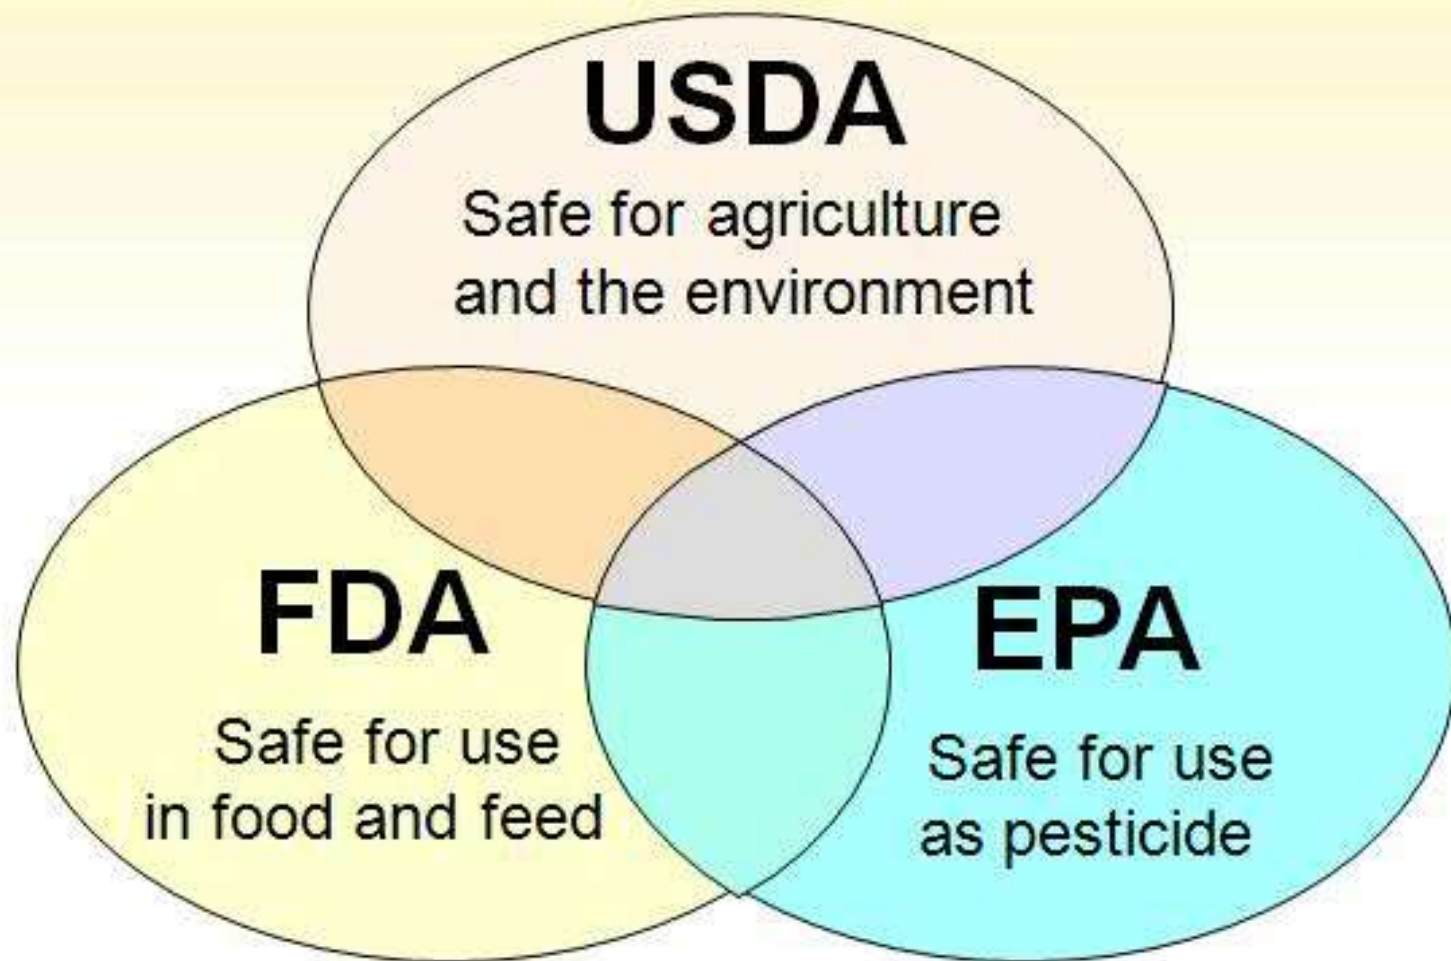 USDA
Safe for agriculture
and the environment
FDA
Safe for use
in food and feed
EPA
Safe for use
as pesticide